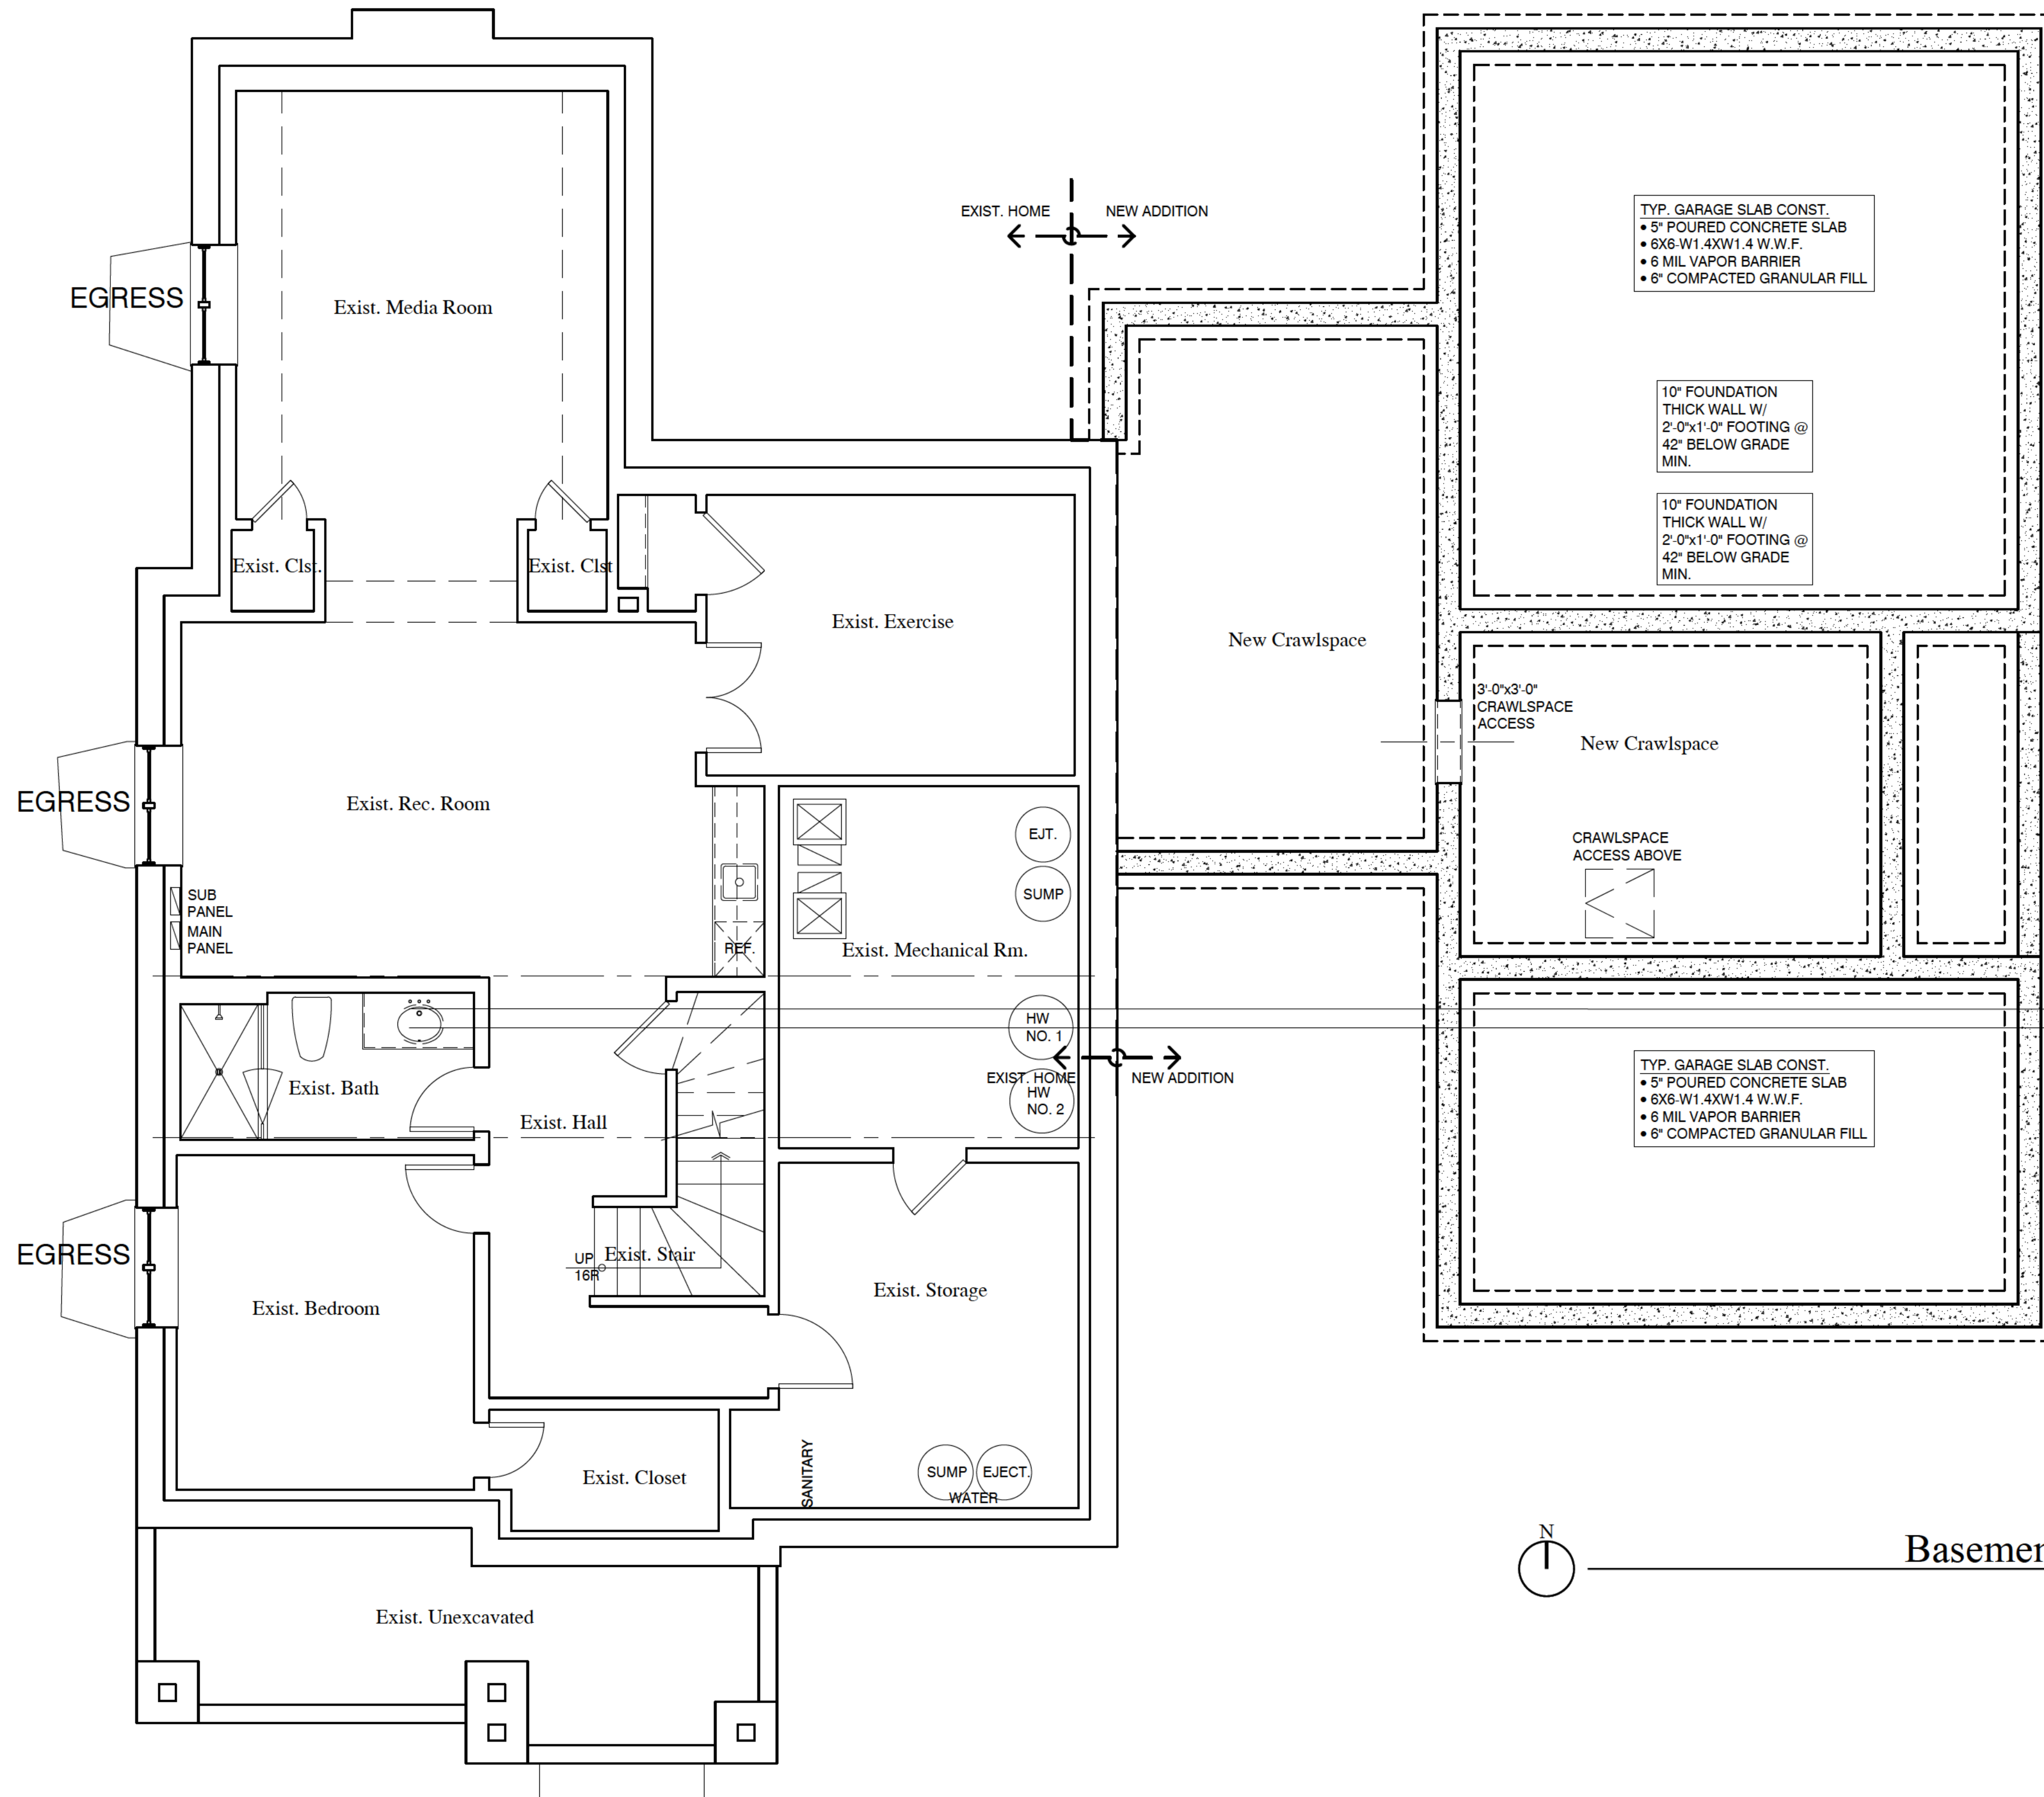 EXIST. HOME
NEW ADDITION
TYP. GARAGE SLAB CONST.
• 5" POURED CONCRETE SLAB
• 6X6-W1.4XW1.4 W.W.F.
• 6 MIL VAPOR BARRIER
• 6" COMPACTED GRANULAR FILL
EGRESS
Exist. Media Room
10" FOUNDATION
THICK WALL W/
2'-0"x1'-0" FOOTING @
42" BELOW GRADE
MIN.
10" FOUNDATION
THICK WALL W/
2'-0"x1'-0" FOOTING @
42" BELOW GRADE
MIN.
Exist. Clst.
Exist. Clst
Exist. Exercise
New Crawlspace
3'-0"x3'-0"
CRAWLSPACE
ACCESS
New Crawlspace
EGRESS
Exist. Rec. Room
EJT.
CRAWLSPACE
ACCESS ABOVE
SUB
PANEL
MAIN
PANEL
SUMP
REF.
Exist. Mechanical Rm.
HW
NO. 1
EXIST. HOME
NEW ADDITION
HW
NO. 2
TYP. GARAGE SLAB CONST.
• 5" POURED CONCRETE SLAB
• 6X6-W1.4XW1.4 W.W.F.
• 6 MIL VAPOR BARRIER
• 6" COMPACTED GRANULAR FILL
Exist. Bath
Exist. Hall
EGRESS
UP
16R
Exist. Stair
Exist. Bedroom
Exist. Storage
Exist. Closet
SANITARY
SUMP
EJECT.
WATER
N
Basemen
Exist. Unexcavated